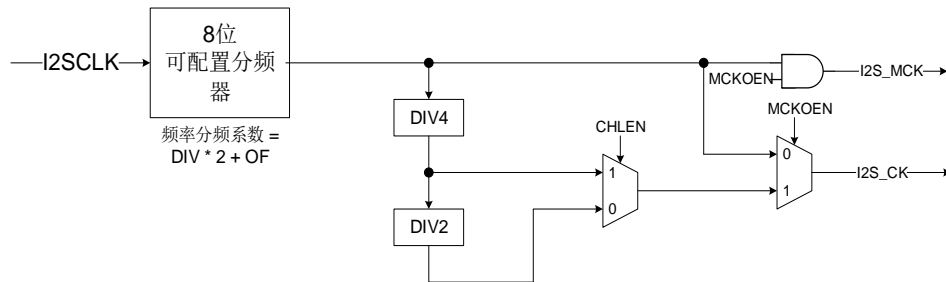 I2SCLK
8位
可配置分频
器
频率分频系数 =
DIV * 2 + OF
DIV4
DIV2
CHLEN
1
0
MCKOEN
I2S_MCK
MCKOEN
0
1
I2S_CK